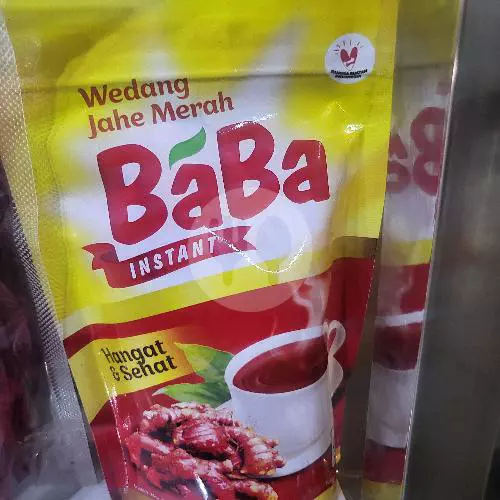 Wedang
Jahe Merah
BaBa
INSTANT
Hangat
& Sehat